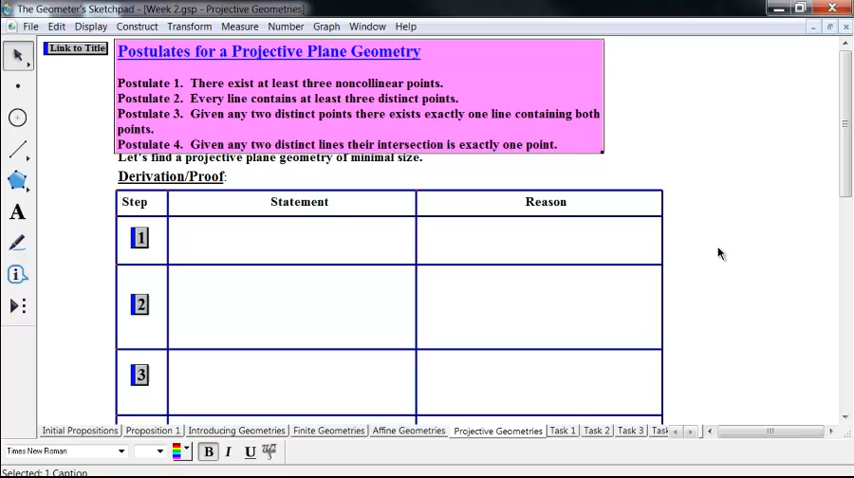 The Geometer's Sketchpad - [Week 2.gsp - Projective Geometries]
File Edit Display Construct Transform Measure Number Graph Window Help
Link to Title
Postulates for a Projective Plane Geometry
Postulate 1. There exist at least three noncollinear points.
Postulate 2. Every line contains at least three distinct points.
Postulate 3. Given any two distinct points there exists exactly one line containing both
points.
Postulate 4. Given any two distinct lines their intersection is exactly one point.
Let's find a projective plane geometry of minimal size.
Derivation/Proof:
Step Statement Reason
1
2
3
Initial Propositions Proposition 1 Introducing Geometries Finite Geometries Affine Geometries Projective Geometries Task 1 Task 2 Task 3 Task
Times New Roman B I U
Selected: 1 Caption